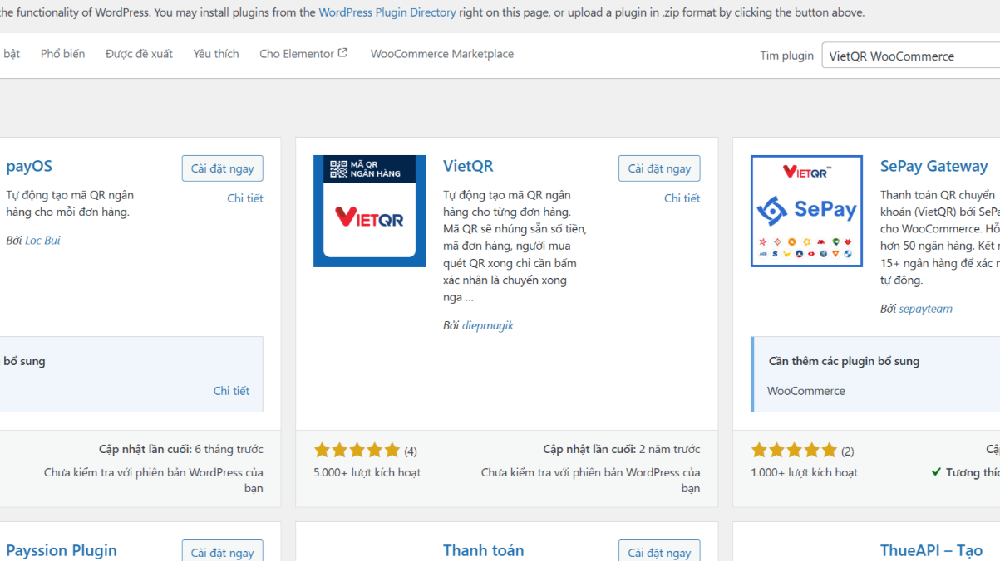 he functionality of WordPress. You may install plugins from the WordPress Plugin Directory right on this page, or upload a plugin in .zip format by clicking the button above.
bật Phổ biến Được đề xuất Yêu thích Cho Elementor WooCommerce Marketplace Tìm plugin VietQR WooCommerce
payOS
Cài đặt ngay
Chi tiết
Tự động tạo mã QR ngân
hàng cho mỗi đơn hàng.
Bởi Loc Bui
bổ sung
Chi tiết
Cập nhật lần cuối: 6 tháng trước
Chưa kiểm tra với phiên bản WordPress của
bạn
MÃ QR
NGÂN HÀNG
VIETQR
VietQR
Cài đặt ngay
Chi tiết
Tự động tạo mã QR ngân
hàng cho từng đơn hàng.
Mã QR sẽ nhúng sẵn số tiền,
mã đơn hàng, người mua
quét QR xong chỉ cần bấm
xác nhận là chuyển xong
nga ...
Bởi diepmagik
(4)
5.000+ lượt kích hoạt
Cập nhật lần cuối: 2 năm trước
Chưa kiểm tra với phiên bản WordPress của
bạn
VIETQR™
SePay
SePay Gateway
Thanh toán QR chuyển
khoản (VietQR) bởi SePa
cho WooCommerce. Hỗ
hơn 50 ngân hàng. Kết n
15+ ngân hàng để xác n
tự động.
Bởi sepayteam
Cần thêm các plugin bổ sung
WooCommerce
(2)
1.000+ lượt kích hoạt
Cậ
Tương thíc
Payssion Plugin
Cài đặt ngay
Thanh toán
Cài đặt ngay
ThueAPI – Tạo